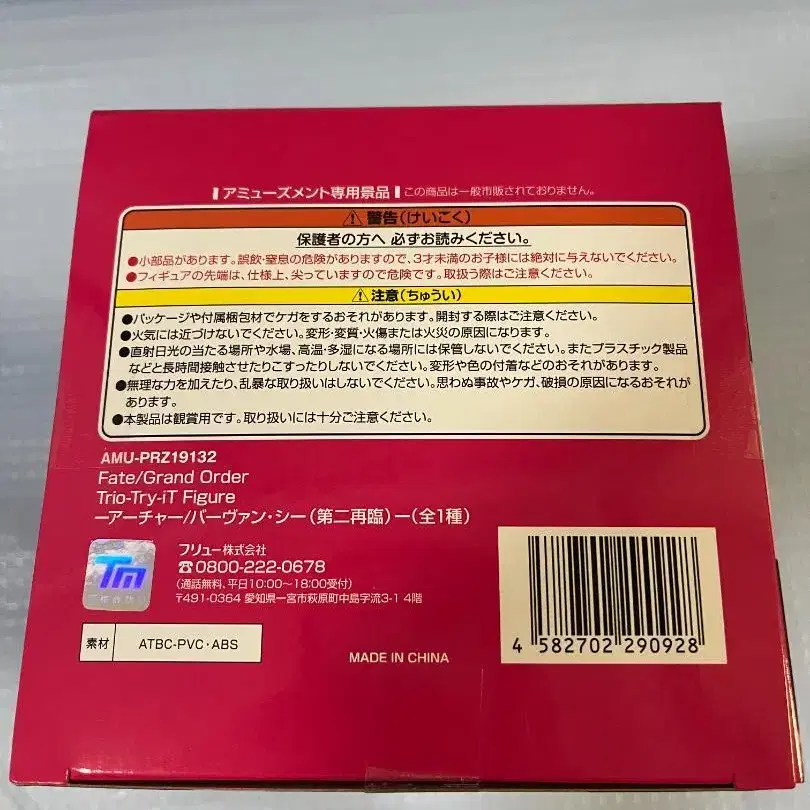 アミューズメント専用景品 この商品は一般市販されておりません。
警告(けいこく)
保護者の方へ 必ずお読みください。
●小部品があります。誤飲・窒息の危険がありますので、3才未満のお子様には絶対に与えないでください。
●フィギュアの先端は、仕様上、尖っていますので危険です。取扱う際はご注意ください。
注意(ちゅうい)
●パッケージや付属梱包材でケガをするおそれがあります。開封する際はご注意ください。
●火気には近づけないでください。変形・変質・火傷または火災の原因になります。
●直射日光の当たる場所や水場、高温・多湿になる場所には保管しないでください。またプラスチック製品
などと長時間接触させたりこすったりしないでください。変形や色の付着などのおそれがあります。
●無理な力を加えたり、乱暴な取り扱いはしないでください。思わぬ事故やケガ、破損の原因になるおそれが
あります。
●本製品は観賞用です。取り扱いには十分ご注意ください。
AMU-PRZ19132
Fate/Grand Order
Trio-Try-iT Figure
ーアーチャー/バーヴァン・シー(第二再臨)ー(全1種)
フリュー株式会社
☎0800-222-0678
(通話無料、平日10:00〜18:00受付)
〒491-0364 愛知県一宮市萩原町中島字流3-1 4階
素材 ATBC-PVC・ABS
MADE IN CHINA
4 582702 290928